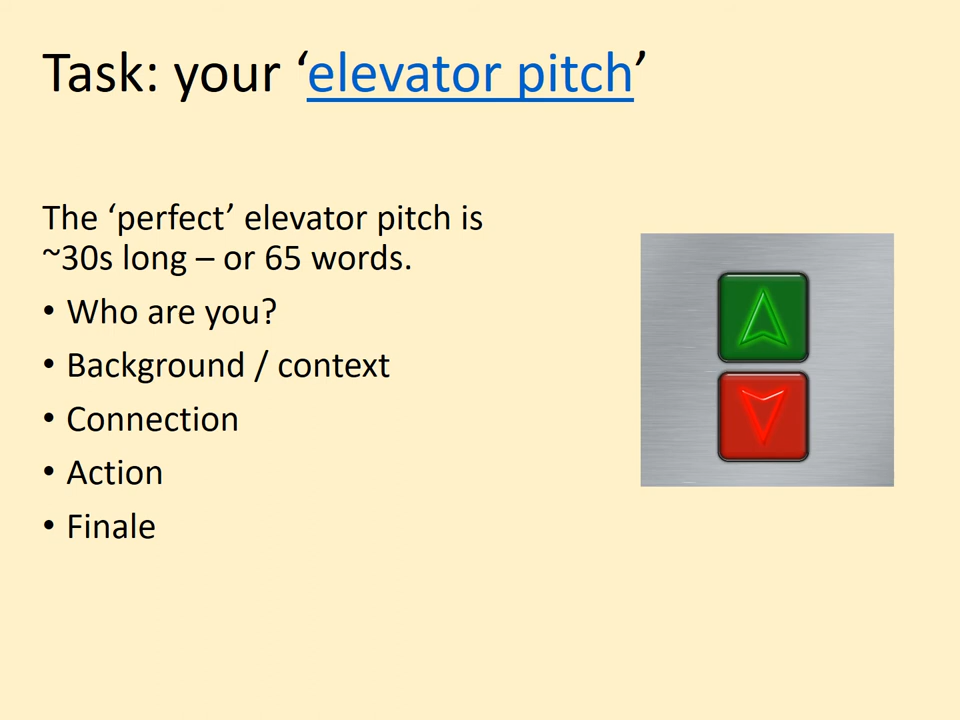 Task: your ‘elevator pitch’
The ‘perfect’ elevator pitch is
~30s long – or 65 words.
• Who are you?
• Background / context
• Connection
• Action
• Finale